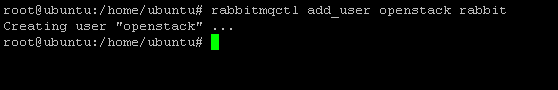 root@ubuntu:/home/ubuntu# rabbitmqctl add_user openstack rabbit
Creating user "openstack" ...
root@ubuntu:/home/ubuntu#